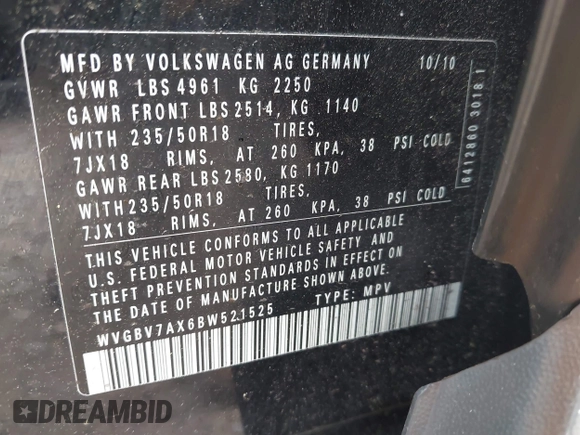 MFD BY VOLKSWAGEN AG GERMANY 10/10
GVWR LBS 4961 KG 2250
GAWR FRONT LBS 2514, KG 1140
WITH 235/50R18 TIRES,
7JX18 RIMS, AT 260 KPA, 38 PSI COLD
GAWR REAR LBS 2580, KG 1170
WITH 235/50R18 TIRES,
7JX18 RIMS, AT 260 KPA, 38 PSI COLD
THIS VEHICLE CONFORMS TO ALL APPLICABLE
U.S. FEDERAL MOTOR VEHICLE SAFETY AND
THEFT PREVENTION STANDARDS IN EFFECT ON
THE DATE OF MANUFACTURE SHOWN ABOVE.
WVGBV7AX6BW521525 TYPE: MPV
6412860 3018 1
DREAMBID